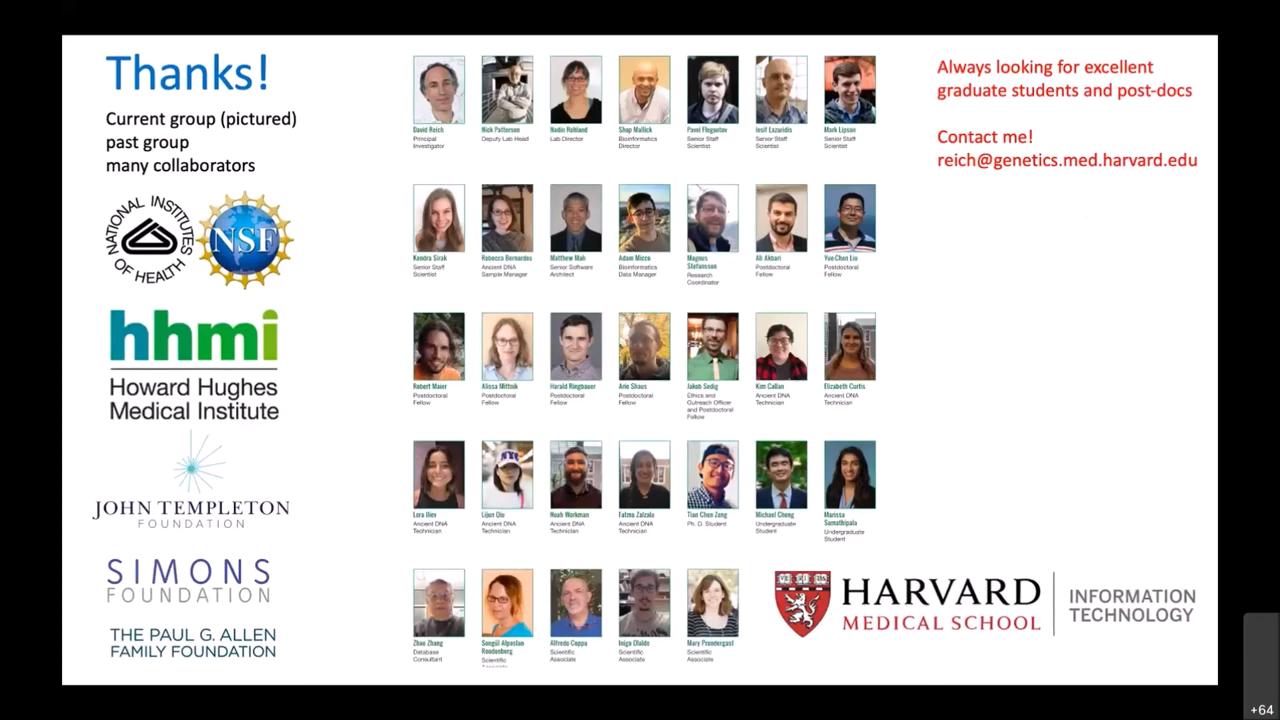 Thanks!
Current group (pictured)
past group
many collaborators
NATIONAL INSTITUTES
OF HEALTH
NSF
hhmi
Howard Hughes
Medical Institute
JOHN TEMPLETON
FOUNDATION
SIMONS
FOUNDATION
THE PAUL G. ALLEN
FAMILY FOUNDATION
David Reich
Principal
Investigator
Nick Patterson
Deputy Lab Head
Nadin Rohland
Lab Director
Shop Mallick
Bioinformatics
Director
Pavel Flegontov
Senior Staff
Scientist
Iosif Lazaridis
Senior Staff
Scientist
Mark Lipson
Senior Staff
Scientist
Kendra Sirak
Senior Staff
Scientist
Rebecca Bernardos
Ancient DNA
Sample Manager
Matthew Mah
Senior Software
Architect
Adam Micco
Bioinformatics
Data Manager
Magnus
Research
Coordinator
Ali Akbari
Postdoctoral
Fellow
Yue-Chen Liu
Postdoctoral
Fellow
Robert Maier
Postdoctoral
Fellow
Alissa Mittnik
Postdoctoral
Fellow
Harald Ringbauer
Postdoctoral
Fellow
Arie Shaus
Postdoctoral
Fellow
Jakob Sedig
Ethics and
Outreach Officer
and Postdoctoral
Fellow
Kim Callan
Ancient DNA
Technician
Elizabeth Curtis
Ancient DNA
Technician
Lora Iliev
Ancient DNA
Technician
Lijun Qiu
Ancient DNA
Technician
Noah Workman
Ancient DNA
Technician
Fatma Zalzala
Ancient DNA
Technician
Tian Chen Zeng
Ph. D. Student
Michael Cheng
Undergraduate
Student
Marissa
Samathipala
Undergraduate
Student
Zhao Zhang
Database
Consultant
Songül Alpaslan
Roodenberg
Scientific
Alfredo Coppa
Scientific
Associate
Inigo Olalde
Scientific
Associate
Mary Prendergast
Scientific
Associate
Always looking for excellent
graduate students and post-docs
Contact me!
reich@genetics.med.harvard.edu
HARVARD
MEDICAL SCHOOL
INFORMATION
TECHNOLOGY
+64